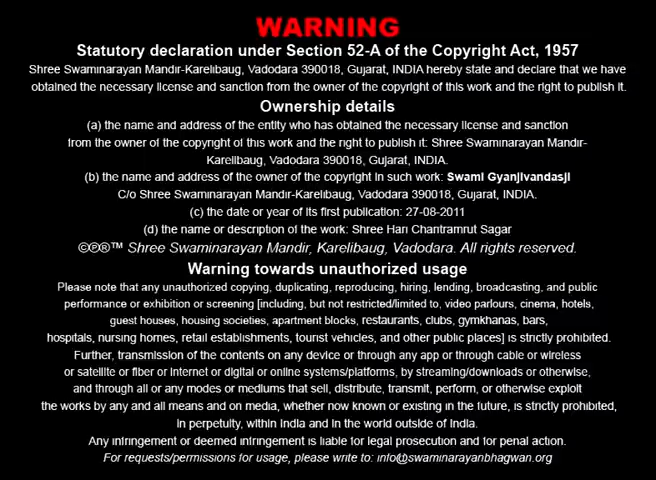 WARNING
Statutory declaration under Section 52-A of the Copyright Act, 1957
Shree Swaminarayan Mandir-Karelibaug, Vadodara 390018, Gujarat, INDIA hereby state and declare that we have
obtained the necessary license and sanction from the owner of the copyright of this work and the right to publish it.
Ownership details
(a) the name and address of the entity who has obtained the necessary license and sanction
from the owner of the copyright of this work and the right to publish it: Shree Swaminarayan Mandir-
Karelibaug, Vadodara 390018, Gujarat, INDIA.
(b) the name and address of the owner of the copyright in such work: Swami Gyanjivandasji
C/o Shree Swaminarayan Mandir-Karelibaug, Vadodara 390018, Gujarat, INDIA.
(c) the date or year of its first publication: 27-08-2011
(d) the name or description of the work: Shree Hari Chantramrut Sagar
©℗®™ Shree Swaminarayan Mandir, Karelibaug, Vadodara. All rights reserved.
Warning towards unauthorized usage
Please note that any unauthorized copying, duplicating, reproducing, hiring, lending, broadcasting, and public
performance or exhibition or screening [including, but not restricted/limited to, video parlours, cinema, hotels,
guest houses, housing societies, apartment blocks, restaurants, clubs, gymkhanas, bars,
hospitals, nursing homes, retail establishments, tourist vehicles, and other public places] is strictly prohibited.
Further, transmission of the contents on any device or through any app or through cable or wireless
or satellite or fiber or internet or digital or online systems/platforms, by streaming/downloads or otherwise,
and through all or any modes or mediums that sell, distribute, transmit, perform, or otherwise exploit
the works by any and all means and on media, whether now known or existing in the future, is strictly prohibited,
in perpetuity, within India and in the world outside of India.
Any infringement or deemed infringement is liable for legal prosecution and for penal action.
For requests/permissions for usage, please write to: info@swaminarayanbhagwan.org